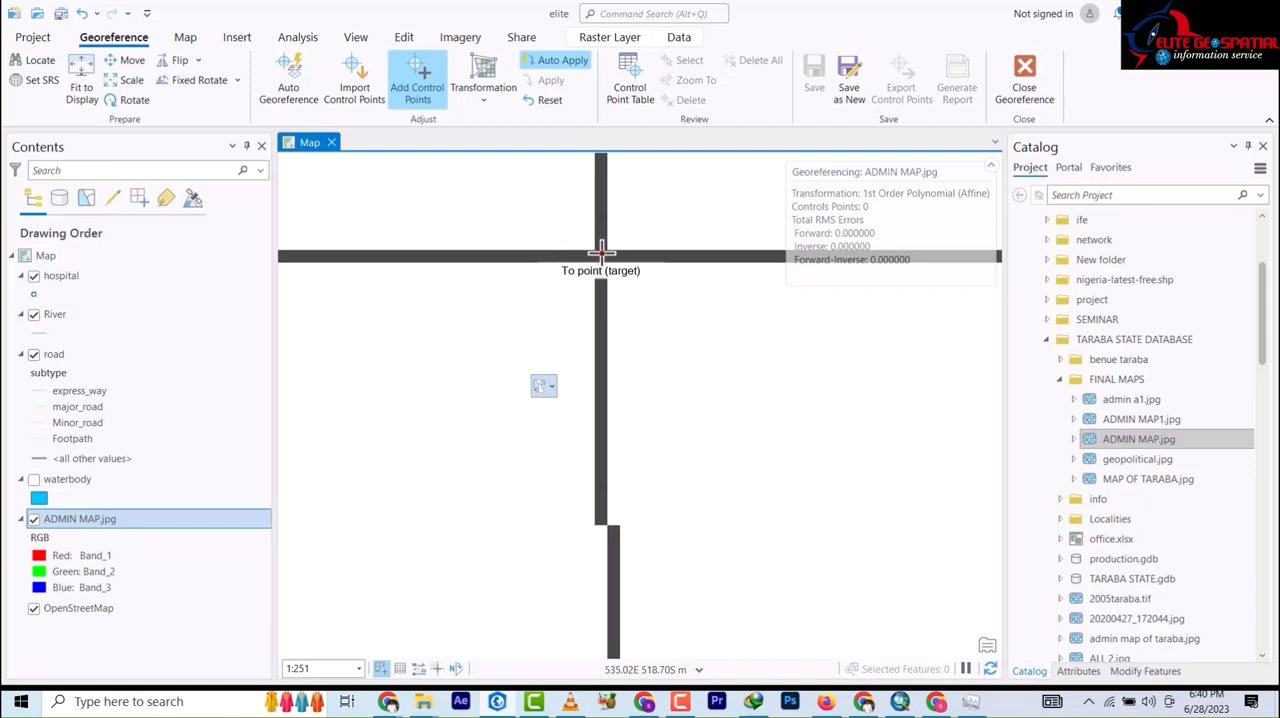 elite
Command Search (Alt+Q)
Not signed in
ELITE GEOSPATIAL
information service
Project Georeference Map Insert Analysis View Edit Imagery Share Raster Layer Data
Locate
Set SRS
Fit to
Display
Move
Scale
Rotate
Flip
Fixed Rotate
Prepare
Auto
Georeference
Import
Control Points
Add Control
Points
Transformation
Auto Apply
Apply
Reset
Adjust
Control
Point Table
Select
Zoom To
Delete
Delete All
Review
Save
Save
as New
Export
Control Points
Generate
Report
Save
Close
Georeference
Close
Contents
Search
Drawing Order
Map
hospital
River
road
subtype
express_way
major_road
Minor_road
Footpath
<all other values>
waterbody
ADMIN MAP.jpg
RGB
Red: Band_1
Green: Band_2
Blue: Band_3
OpenStreetMap
Map
Georeferencing: ADMIN MAP.jpg
Transformation: 1st Order Polynomial (Affine)
Controls Points: 0
Total RMS Errors
Forward: 0.000000
Inverse: 0.000000
Forward-Inverse: 0.000000
To point (target)
1:251
535.02E 518.70S m
Selected Features: 0
Catalog
Project Portal Favorites
Search Project
ife
network
New folder
nigeria-latest-free.shp
project
SEMINAR
TARABA STATE DATABASE
benue taraba
FINAL MAPS
admin a1.jpg
ADMIN MAP1.jpg
ADMIN MAP.jpg
geopolitical.jpg
MAP OF TARABA.jpg
info
Localities
office.xlsx
production.gdb
TARABA STATE.gdb
2005taraba.tif
20200427_172044.jpg
admin map of taraba.jpg
ALL 2.jpg
Catalog Attributes Modify Features
Type here to search
6:40 PM
6/28/2023